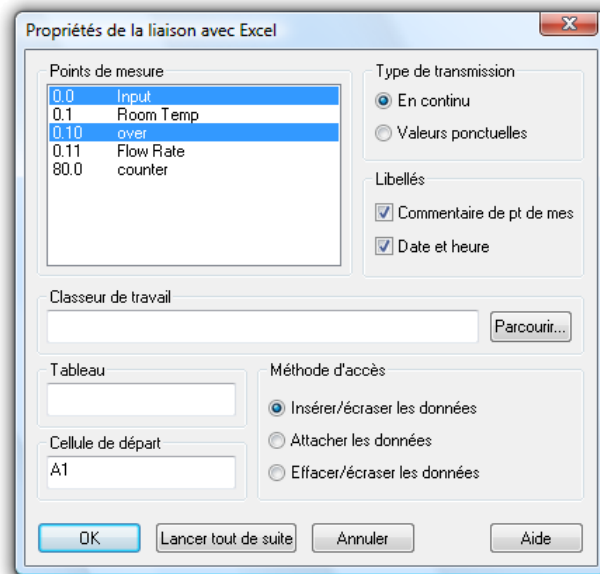 Propriétés de la liaison avec Excel
Points de mesure
0.0 Input
0.1 Room Temp
0.10 over
0.11 Flow Rate
80.0 counter
Type de transmission
En continu
Valeurs ponctuelles
Libellés
Commentaire de pt de mes
Date et heure
Classeur de travail
Parcourir...
Tableau
Cellule de départ
A1
Méthode d'accès
Insérer/écraser les données
Attacher les données
Effacer/écraser les données
OK
Lancer tout de suite
Annuler
Aide